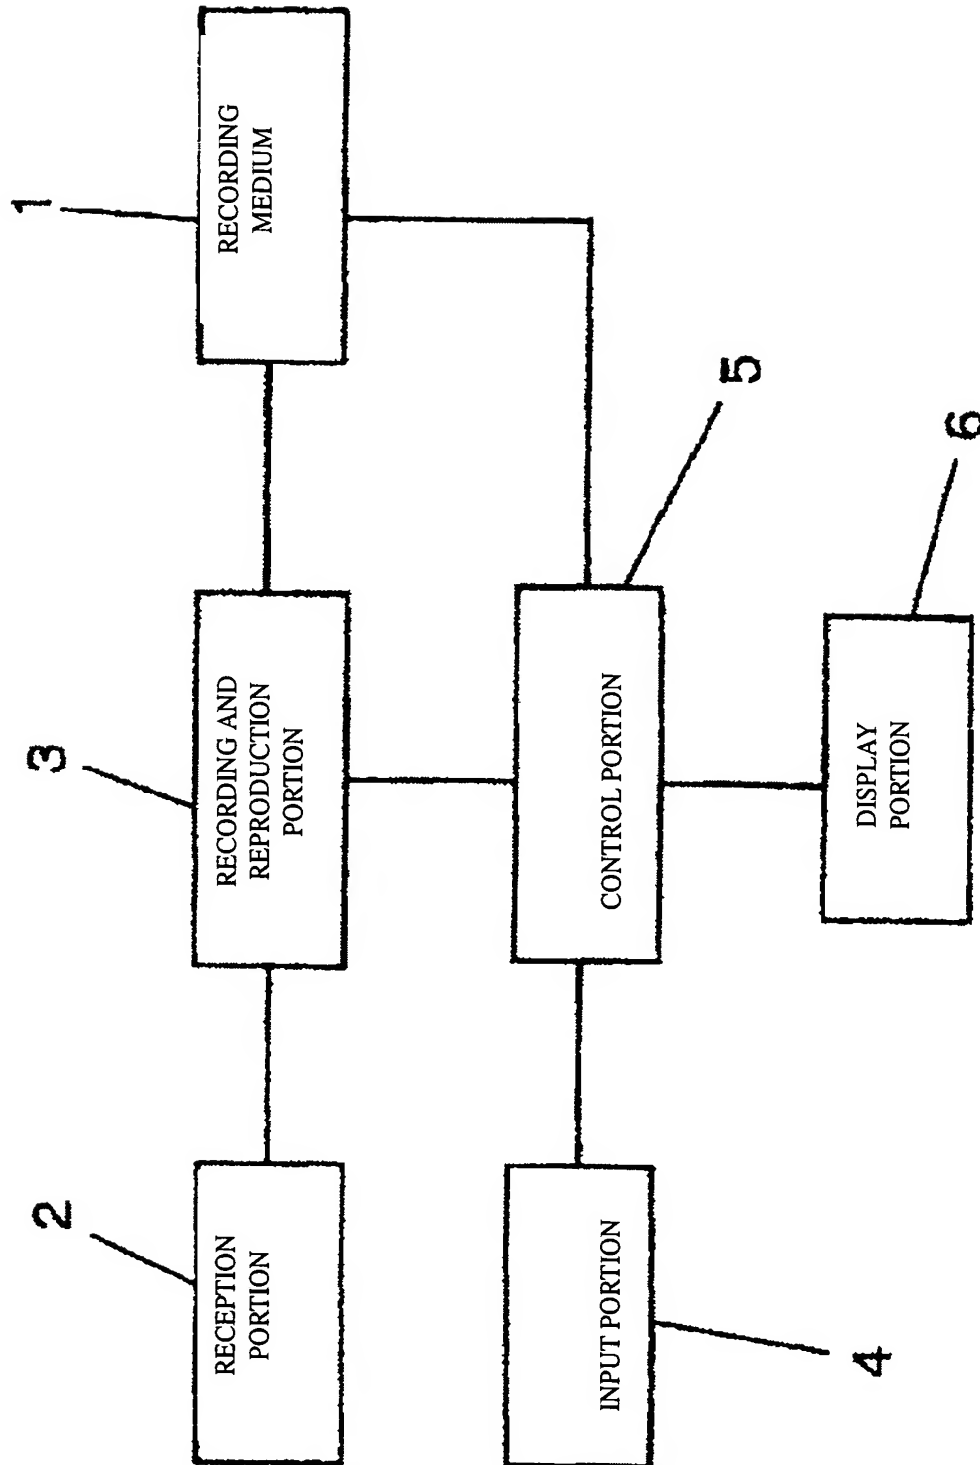 1
RECORDING
MEDIUM
3
RECORDING AND
REPRODUCTION
PORTION
2
RECEPTION
PORTION
5
CONTROL PORTION
4
INPUT PORTION
6
DISPLAY
PORTION